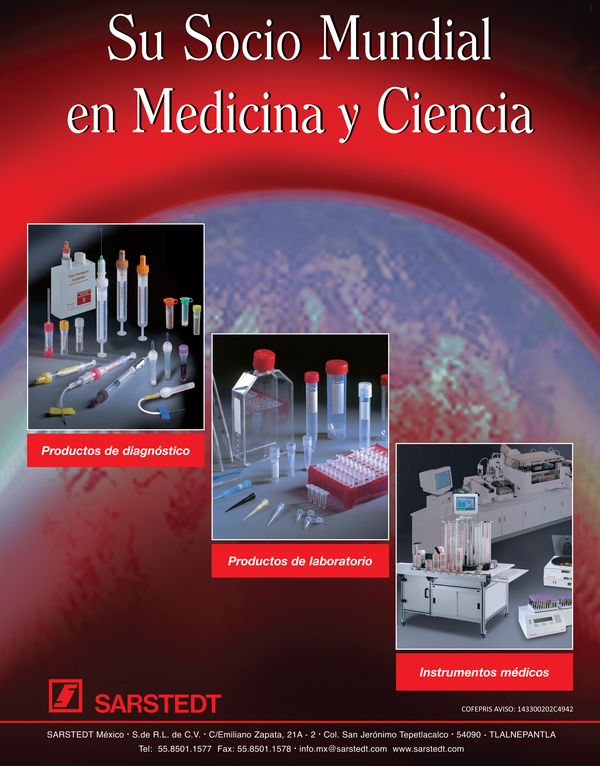 Su Socio Mundial
en Medicina y Ciencia
Productos de diagnóstico
Productos de laboratorio
Instrumentos médicos
SARSTEDT
COFEPRIS AVISO: 143300202C4942
SARSTEDT México · S.de R.L. de C.V. · C/Emiliano Zapata, 21A - 2 · Col. San Jerónimo Tepetlacalco · 54090 - TLALNEPANTLA
Tel: 55.8501.1577 Fax: 55.8501.1578 · info.mx@sarstedt.com www.sarstedt.com